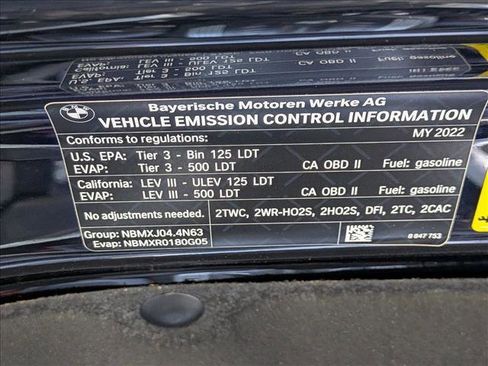 Bayerische Motoren Werke AG
VEHICLE EMISSION CONTROL INFORMATION
Conforms to regulations: MY 2022
U.S. EPA: Tier 3 - Bin 125 LDT
EVAP: Tier 3 - 500 LDT CA OBD II Fuel: gasoline
California: LEV III - ULEV 125 LDT
EVAP: LEV III - 500 LDT CA OBD II Fuel: gasoline
No adjustments needed. 2TWC, 2WR-HO2S, 2HO2S, DFI, 2TC, 2CAC
Group: NBMXJ04.4N63
Evap: NBMXR0180G05 8 847 753